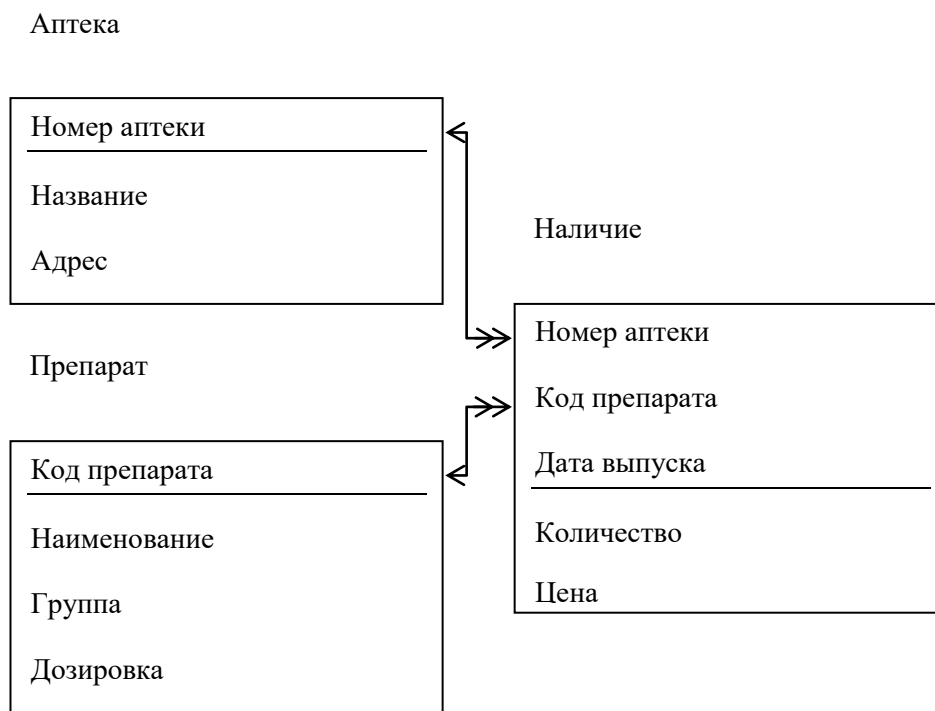 Аптека
Номер аптеки
Название
Адрес
Препарат
Код препарата
Наименование
Группа
Дозировка
Наличие
Номер аптеки
Код препарата
Дата выпуска
Количество
Цена